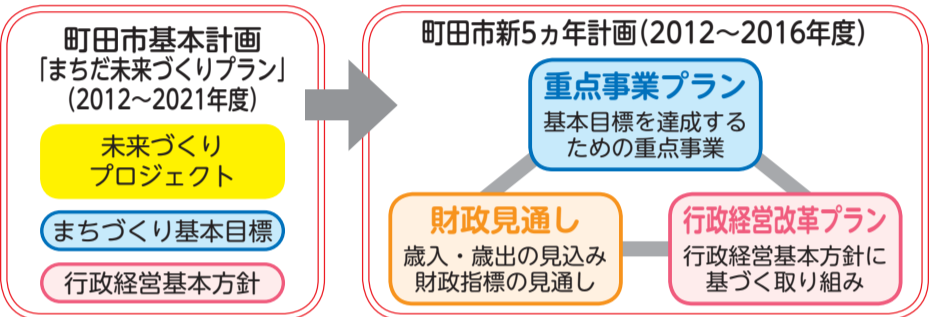 町田市基本計画
「まちだ未来づくりプラン」
(2012〜2021年度)
未来づくり
プロジェクト
まちづくり基本目標
行政経営基本方針
町田市新5ヵ年計画(2012〜2016年度)
重点事業プラン
基本目標を達成する
ための重点事業
財政見通し
歳入・歳出の見込み
財政指標の見通し
行政経営改革プラン
行政経営基本方針に
基づく取り組み